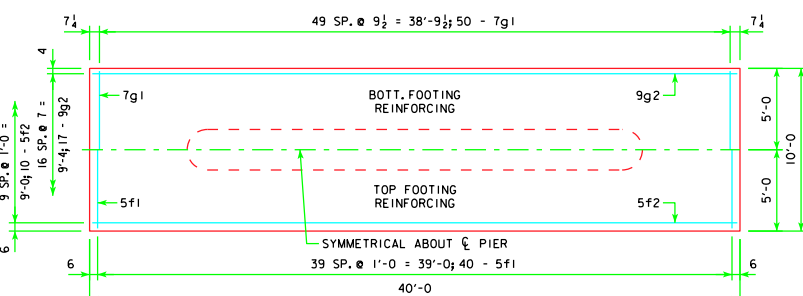 7¼
49 SP.@ 9½ = 38'-9½; 50 - 7g1
7¼
4
7g1
BOTT. FOOTING
REINFORCING
9g2
5'-0
10'-0
9 SP.@ 1'-0 =
9'-0; 10 - 5f2
16 SP.@ 7 =
9'-4; 17 - 9g2
TOP FOOTING
REINFORCING
5f1
5f2
5'-0
6
SYMMETRICAL ABOUT ℄ PIER
6
39 SP.@ 1'-0 = 39'-0; 40 - 5f1
6
40'-0